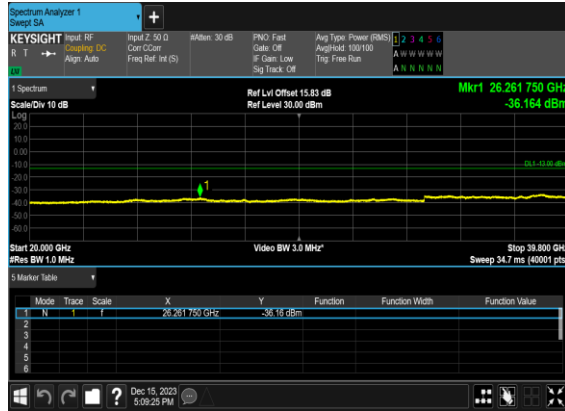 Spectrum Analyzer 1
Swept SA
+
KEYSIGHT Input: RF Input Z: 50 Ω #Atten: 30 dB PNO: Fast Avg Type: Power (RMS) 1 2 3 4 5 6
R T Coupling: DC Corr CCorr Gate: Off Avg|Hold: 100/100 A W W W W W
Align: Auto Freq Ref: Int (S) IF Gain: Low Trig: Free Run
Sig Track: Off A N N N N N
LXI
1 Spectrum
Scale/Div 10 dB Ref Lvl Offset 15.83 dB Mkr1 26.261 750 GHz
Ref Level 30.00 dBm -36.164 dBm
Log
20.0
10.0
0.00
-10.0
DL1 -13.00 dBm
-20.0
1
-30.0
-40.0
-50.0
-60.0
Start 20.000 GHz Video BW 3.0 MHz* Stop 39.800 GHz
#Res BW 1.0 MHz Sweep 34.7 ms (40001 pts)
5 Marker Table
Mode Trace Scale X Y Function Function Width Function Value
1 N 1 f 26.261 750 GHz -36.16 dBm
2
3
4
5
6
? Dec 15, 2023
5:09:25 PM